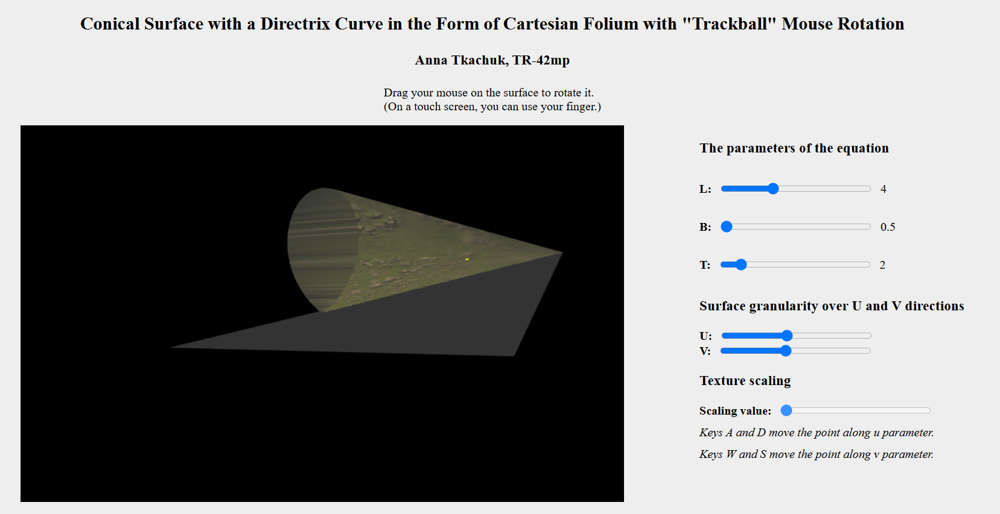 Conical Surface with a Directrix Curve in the Form of Cartesian Folium with "Trackball" Mouse Rotation
Anna Tkachuk, TR-42mp
Drag your mouse on the surface to rotate it.
(On a touch screen, you can use your finger.)
The parameters of the equation
L: 4
B: 0.5
T: 2
Surface granularity over U and V directions
U:
V:
Texture scaling
Scaling value:
Keys A and D move the point along u parameter.
Keys W and S move the point along v parameter.